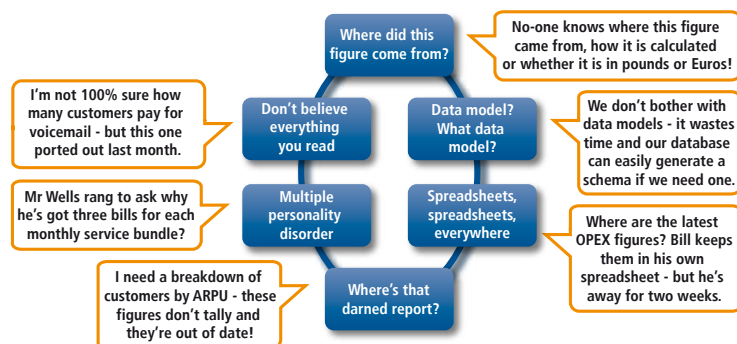 Where did this
figure come from?
No-one knows where this figure
came from, how it is calculated
or whether it is in pounds or Euros!
I'm not 100% sure how
many customers pay for
voicemail - but this one
ported out last month.
Don't believe
everything
you read
Data model?
What data
model?
We don't bother with
data models - it wastes
time and our database
can easily generate a
schema if we need one.
Mr Wells rang to ask why
he's got three bills for each
monthly service bundle?
Multiple
personality
disorder
Spreadsheets,
spreadsheets,
everywhere
Where are the latest
OPEX figures? Bill keeps
them in his own
spreadsheet - but he's
away for two weeks.
I need a breakdown of
customers by ARPU - these
figures don't tally and
they're out of date!
Where's that
darned report?